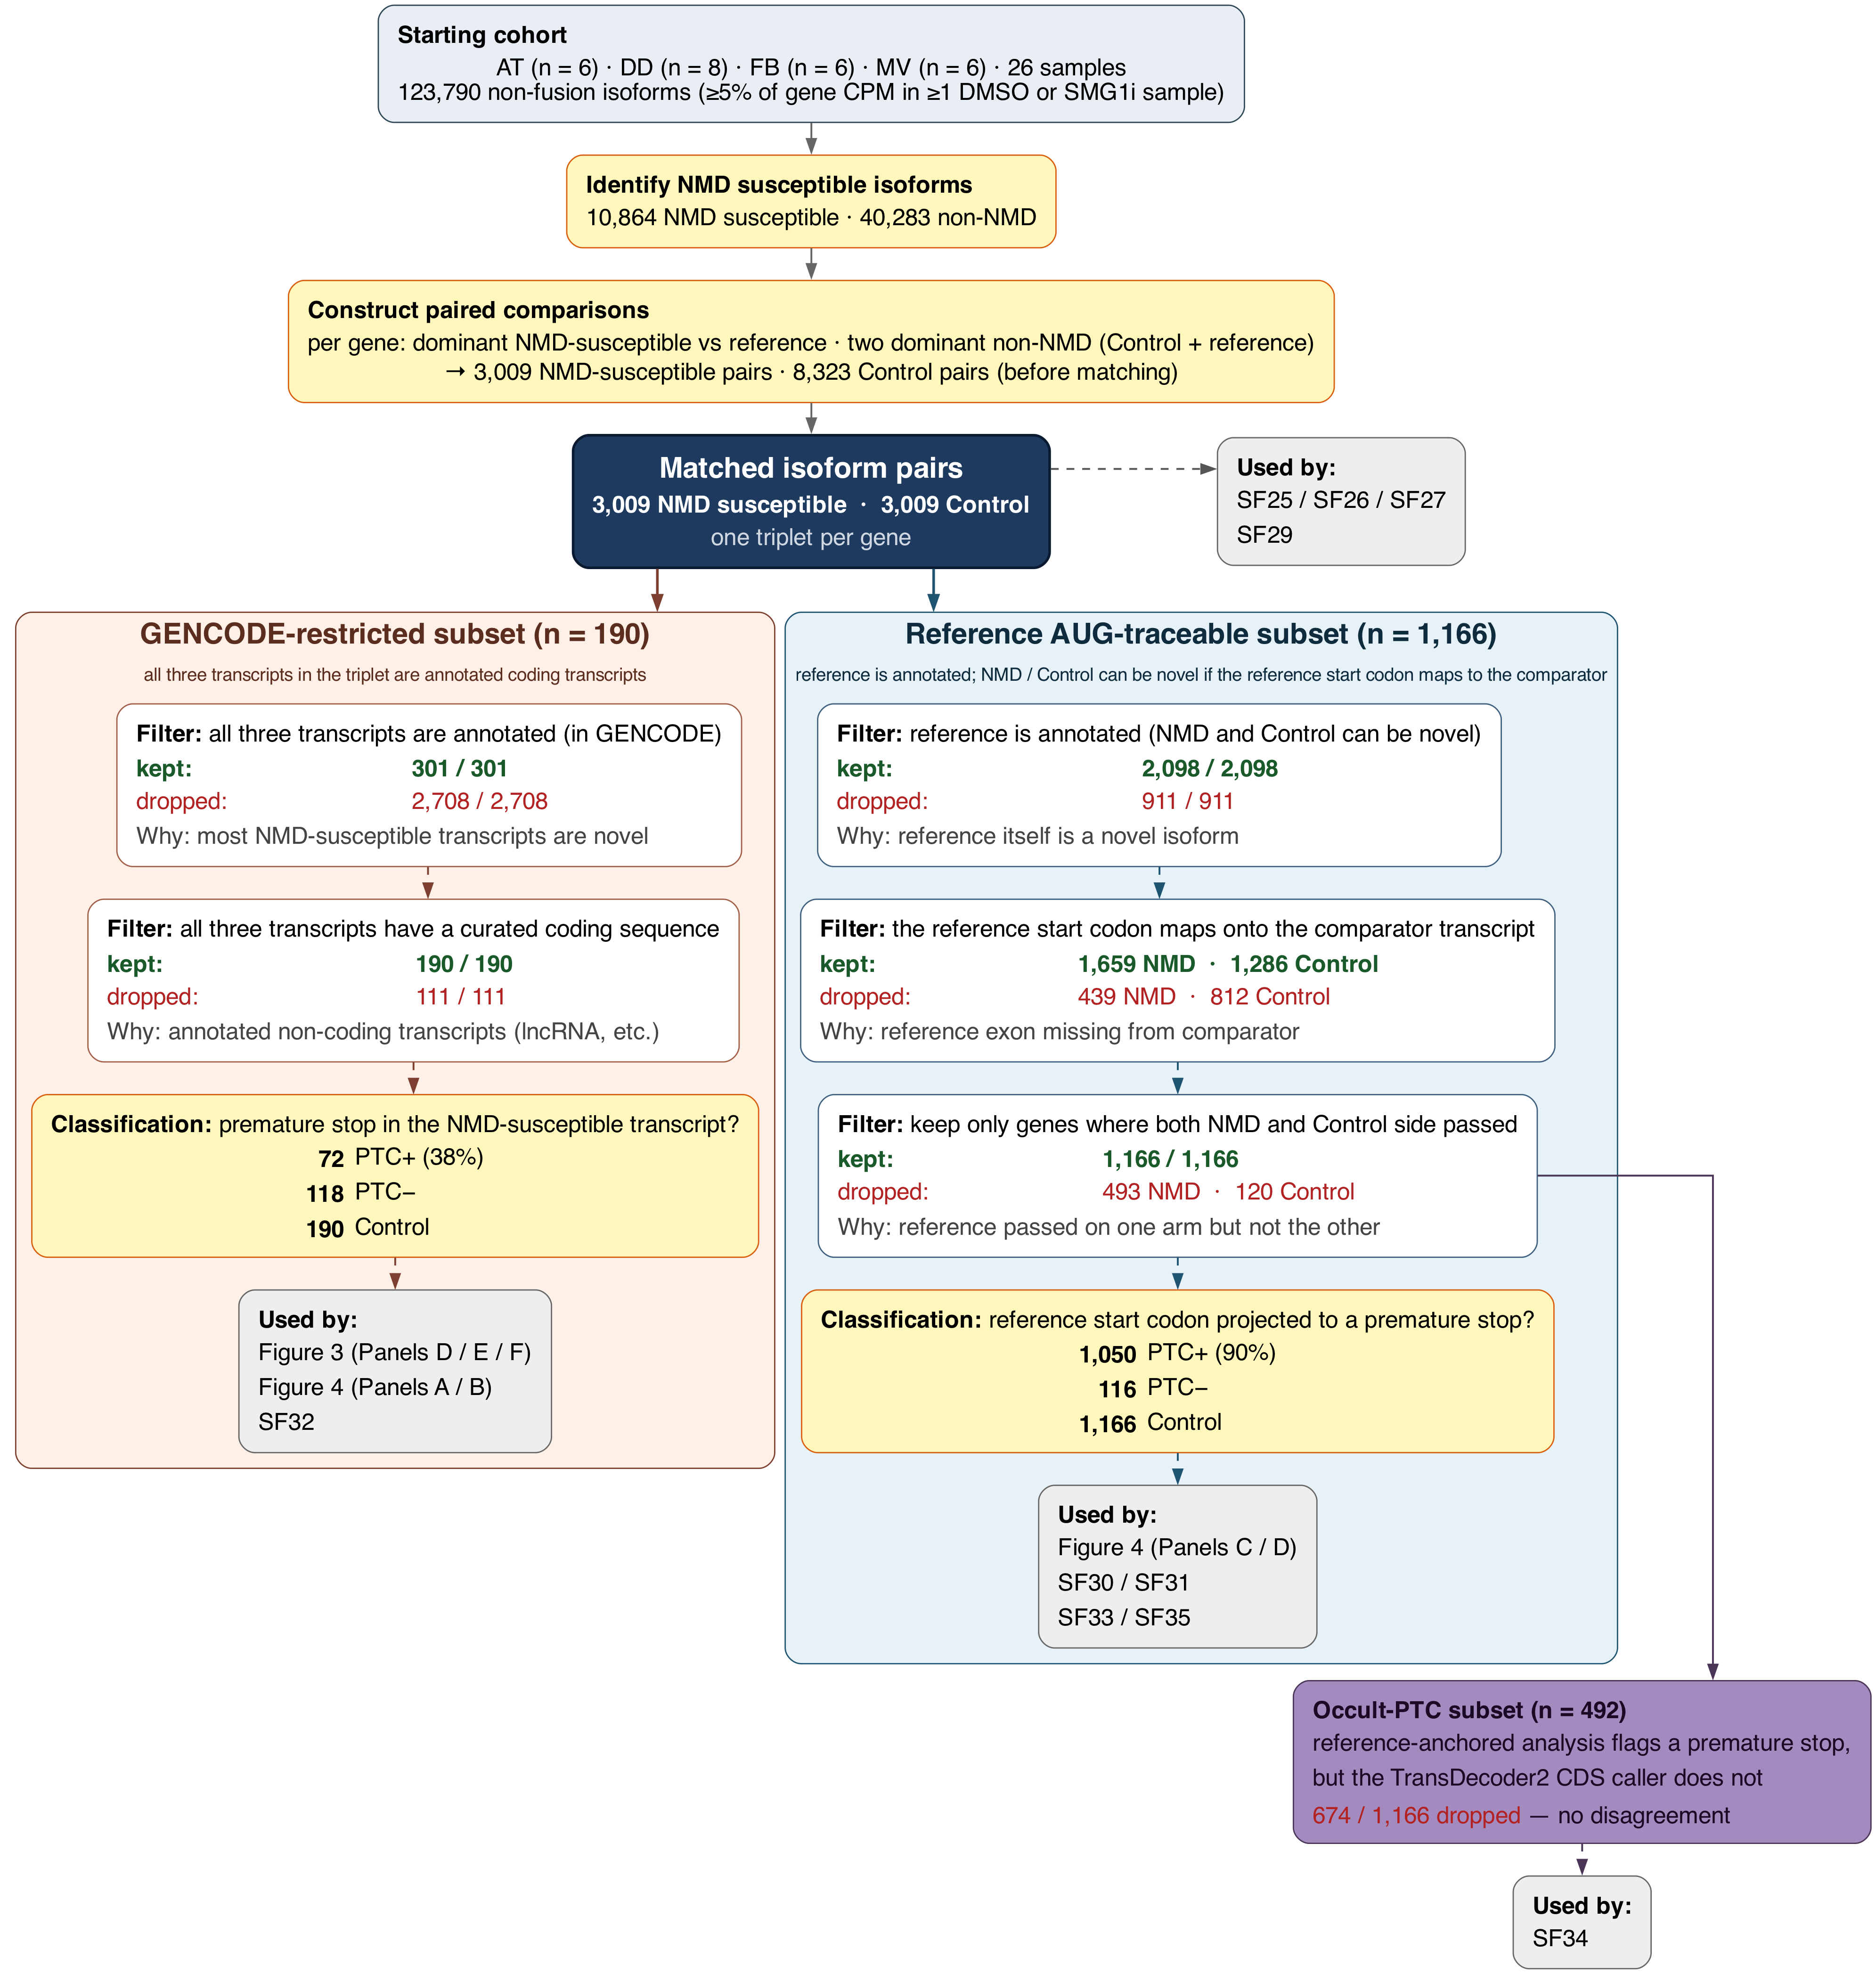 Starting cohort
AT (n = 6) · DD (n = 8) · FB (n = 6) · MV (n = 6) · 26 samples
123,790 non-fusion isoforms (≥5% of gene CPM in ≥1 DMSO or SMG1i sample)
Identify NMD susceptible isoforms
10,864 NMD susceptible · 40,283 non-NMD
Construct paired comparisons
per gene: dominant NMD-susceptible vs reference · two dominant non-NMD (Control + reference)
→ 3,009 NMD-susceptible pairs · 8,323 Control pairs (before matching)
Matched isoform pairs
3,009 NMD susceptible · 3,009 Control
one triplet per gene
Used by:
SF25 / SF26 / SF27
SF29
GENCODE-restricted subset (n = 190)
all three transcripts in the triplet are annotated coding transcripts
Filter: all three transcripts are annotated (in GENCODE)
kept: 301 / 301
dropped: 2,708 / 2,708
Why: most NMD-susceptible transcripts are novel
Filter: all three transcripts have a curated coding sequence
kept: 190 / 190
dropped: 111 / 111
Why: annotated non-coding transcripts (lncRNA, etc.)
Classification: premature stop in the NMD-susceptible transcript?
72 PTC+ (38%)
118 PTC−
190 Control
Used by:
Figure 3 (Panels D / E / F)
Figure 4 (Panels A / B)
SF32
Reference AUG-traceable subset (n = 1,166)
reference is annotated; NMD / Control can be novel if the reference start codon maps to the comparator
Filter: reference is annotated (NMD and Control can be novel)
kept: 2,098 / 2,098
dropped: 911 / 911
Why: reference itself is a novel isoform
Filter: the reference start codon maps onto the comparator transcript
kept: 1,659 NMD · 1,286 Control
dropped: 439 NMD · 812 Control
Why: reference exon missing from comparator
Filter: keep only genes where both NMD and Control side passed
kept: 1,166 / 1,166
dropped: 493 NMD · 120 Control
Why: reference passed on one arm but not the other
Classification: reference start codon projected to a premature stop?
1,050 PTC+ (90%)
116 PTC−
1,166 Control
Used by:
Figure 4 (Panels C / D)
SF30 / SF31
SF33 / SF35
Occult-PTC subset (n = 492)
reference-anchored analysis flags a premature stop,
but the TransDecoder2 CDS caller does not
674 / 1,166 dropped — no disagreement
Used by:
SF34